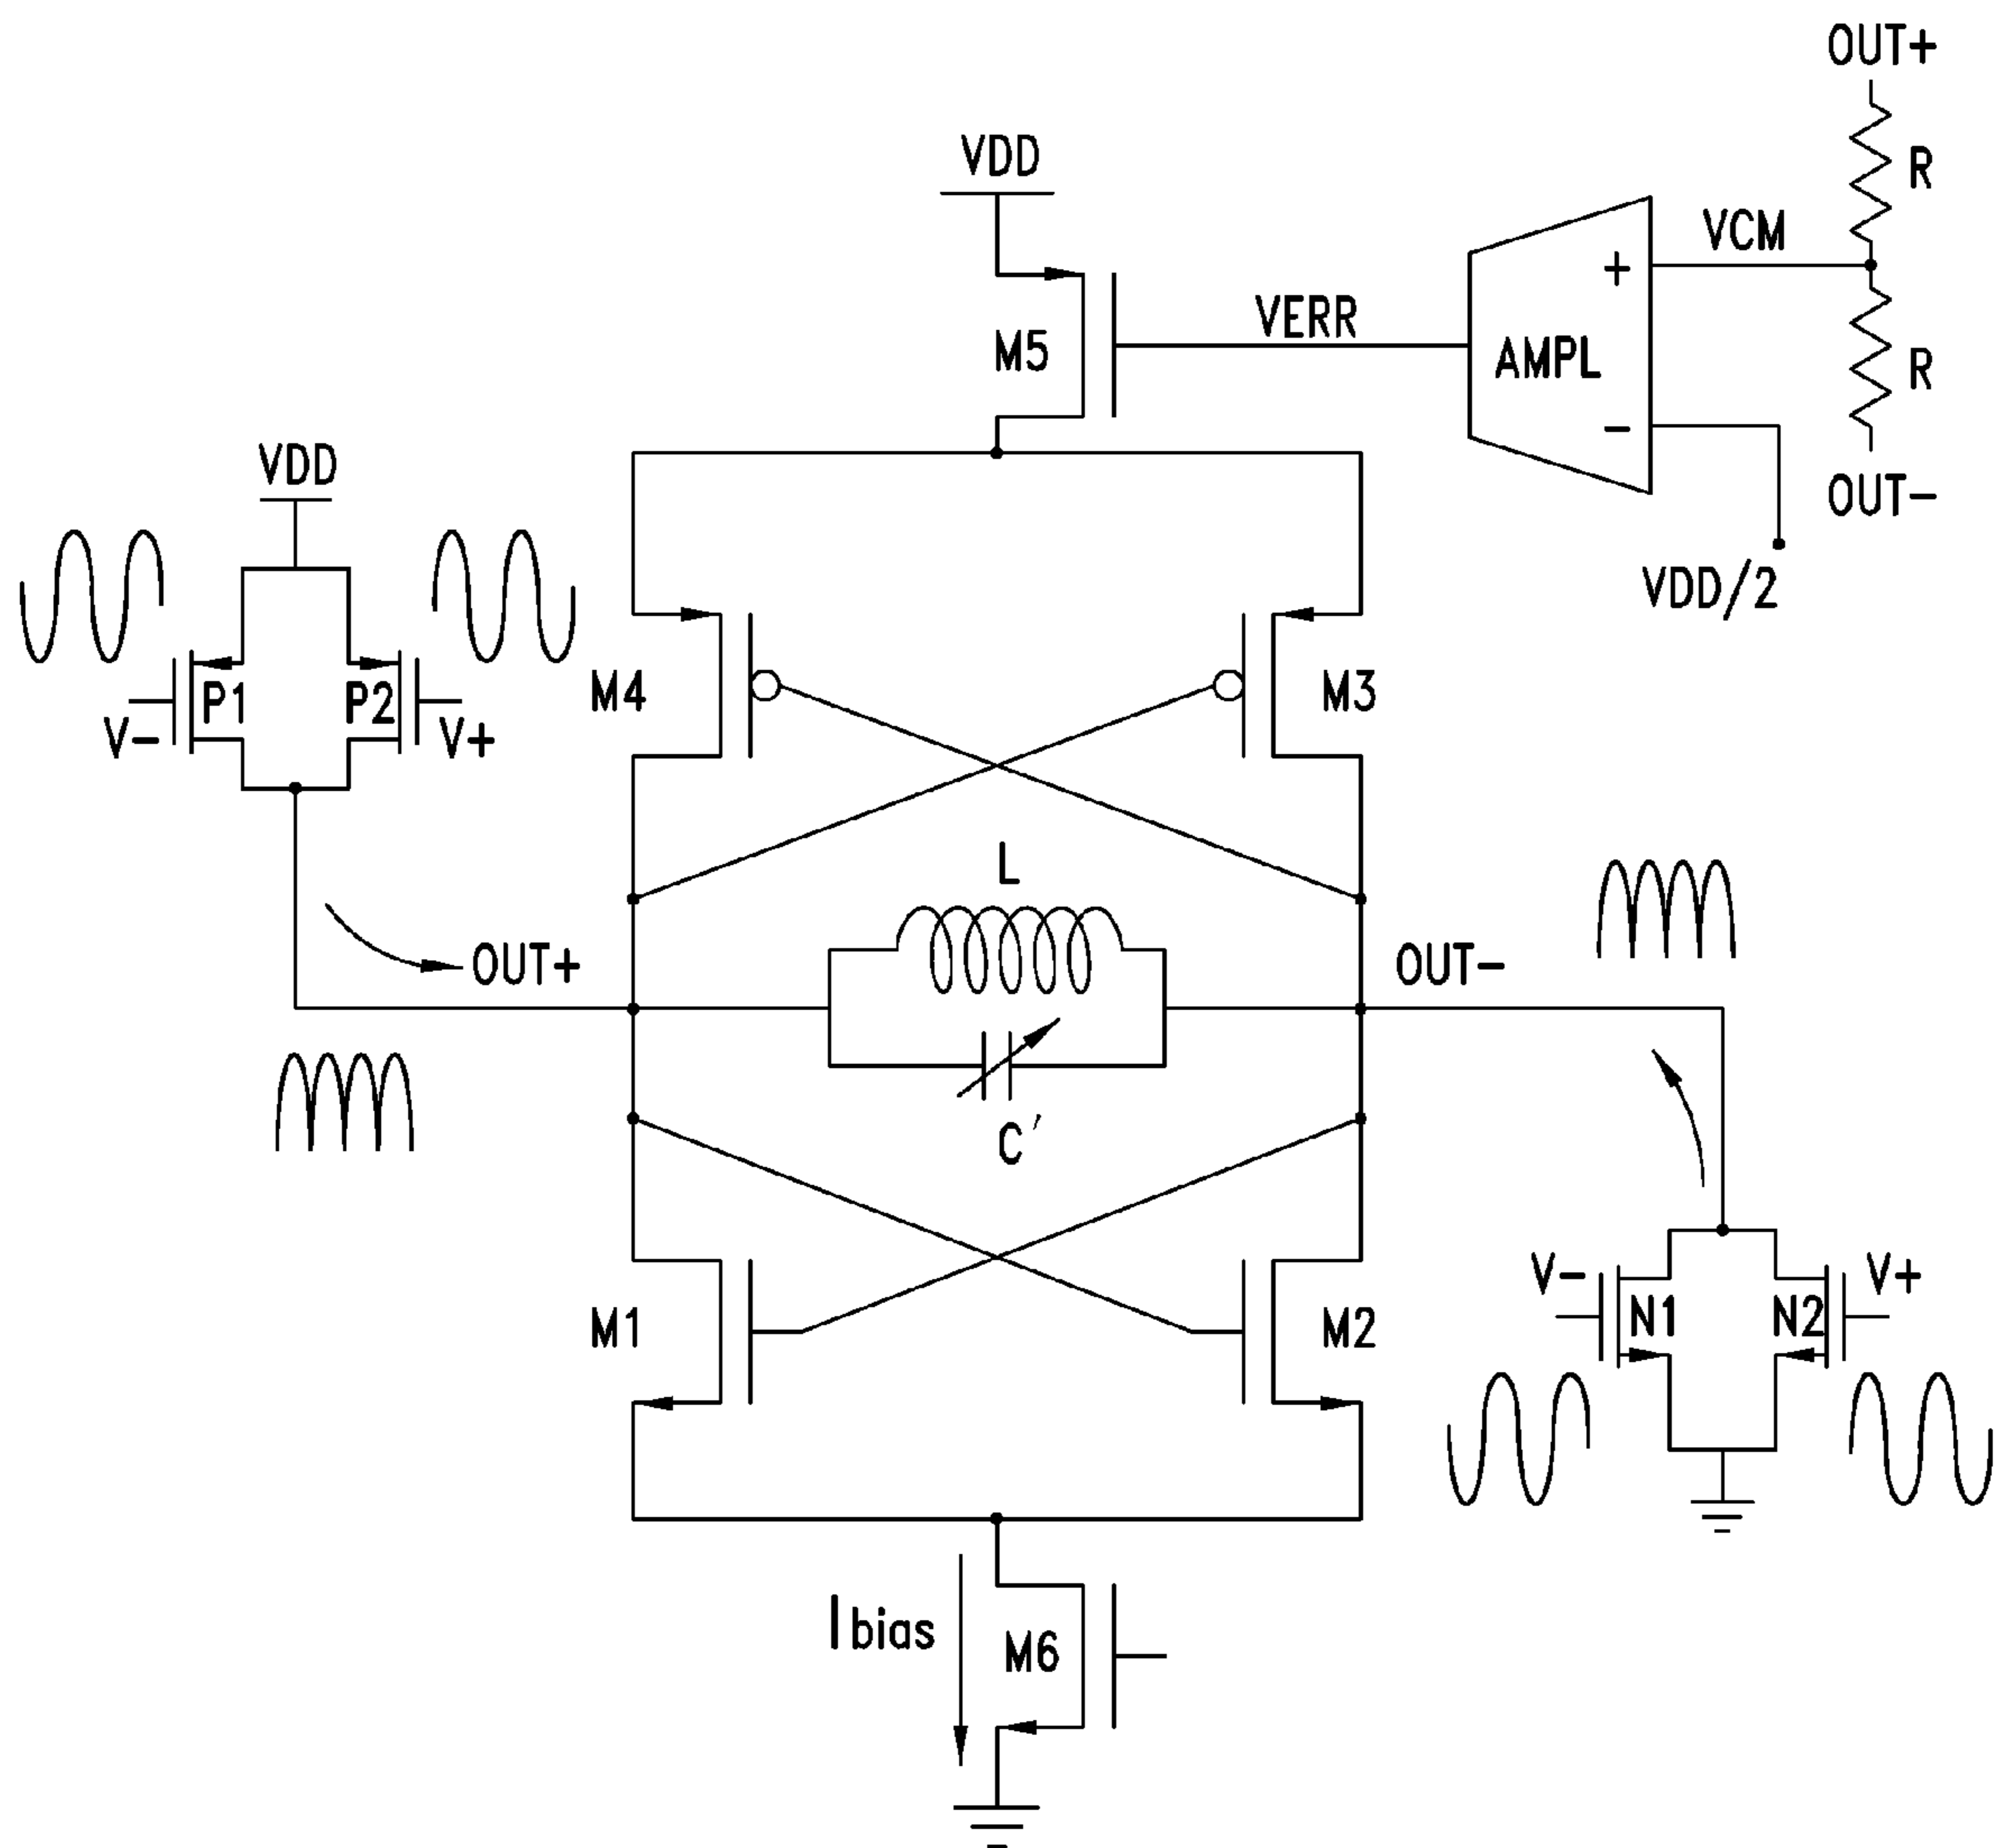 OUT+
R
VDD
VCM
+
VERR
M5
AMPL
R
-
VDD
OUT-
VDD/2
M4
M3
P1
P2
V-
V+
L
OUT+
OUT-
C'
V-
V+
M1
M2
N1
N2
Ibias
M6